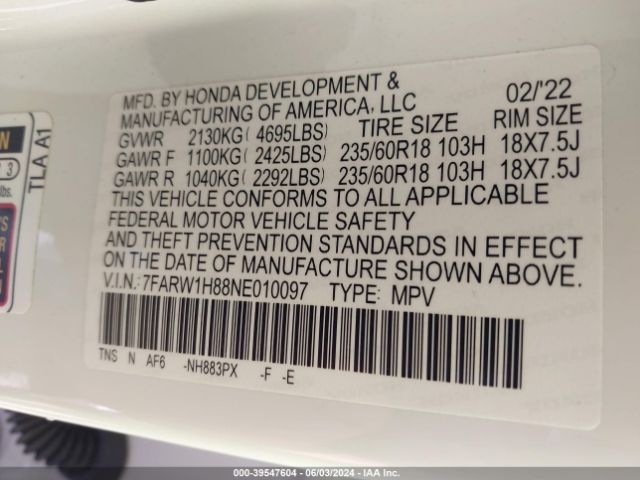 MFD. BY HONDA DEVELOPMENT & 02/'22
MANUFACTURING OF AMERICA, LLC
GVWR 2130KG( 4695LBS) TIRE SIZE RIM SIZE
GAWR F 1100KG( 2425LBS) 235/60R18 103H 18X7.5J
GAWR R 1040KG( 2292LBS) 235/60R18 103H 18X7.5J
THIS VEHICLE CONFORMS TO ALL APPLICABLE
FEDERAL MOTOR VEHICLE SAFETY
AND THEFT PREVENTION STANDARDS IN EFFECT
ON THE DATE OF MANUFACTURE SHOWN ABOVE.
V.I.N.:7FARW1H88NE010097 TYPE: MPV
TNS N AF6 -NH883PX -F -E
TLA A1
N
3
lbs.
'S
000-39547604 - 06/03/2024 - IAA Inc.